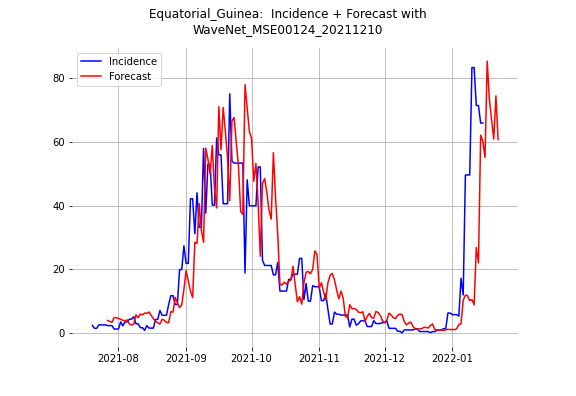 Equatorial_Guinea:  Incidence + Forecast with
WaveNet_MSE00124_20211210
Incidence
Forecast
80
60
40
20
0
2021-08
2021-09
2021-10
2021-11
2021-12
2022-01